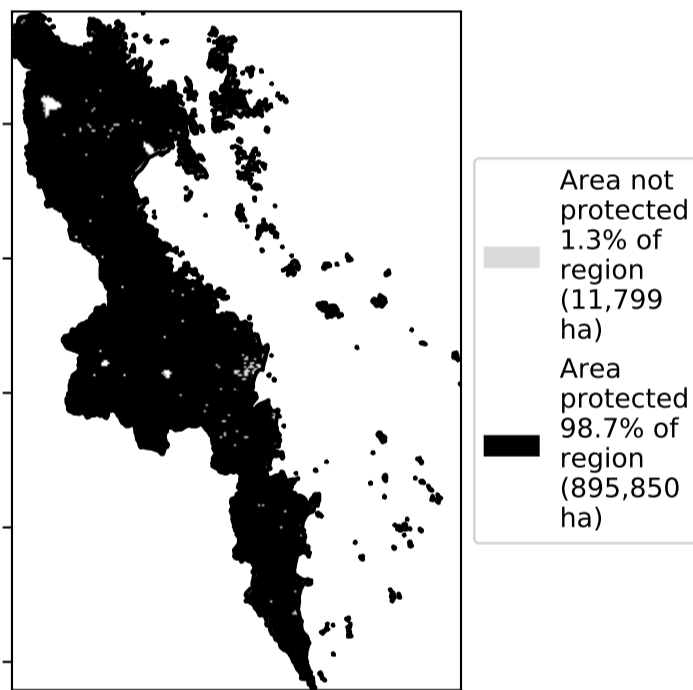 Area not
protected
1.3% of
region
(11,799
ha)
Area
protected
98.7% of
region
(895,850
ha)